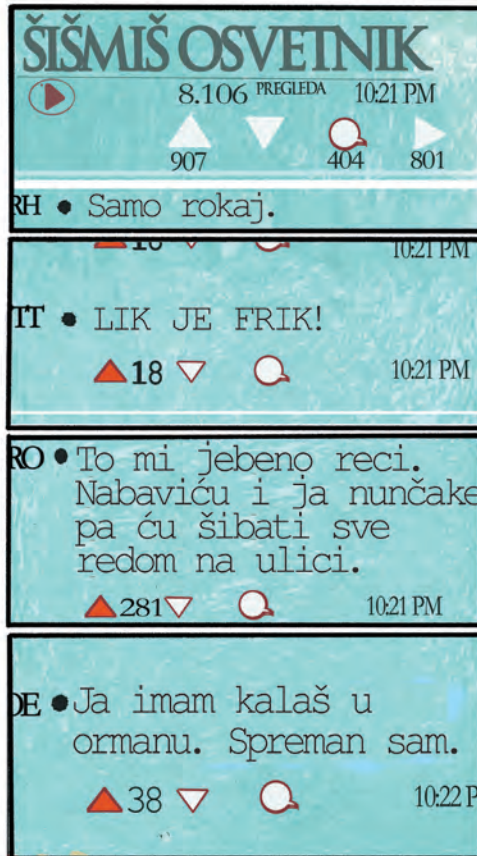 ŠIŠMIŠ OSVETNIK
8.106 PREGLEDA 10:21 PM
907 404 801
RH • Samo rokaj.
18 10:21 PM
TT • LIK JE FRIK!
18 10:21 PM
RO • To mi jebeno reci.
Nabaviću i ja nunčake
pa ću šibati sve
redom na ulici.
281 10:21 PM
DE • Ja imam kalaš u
ormanu. Spreman sam.
38 10:22 P